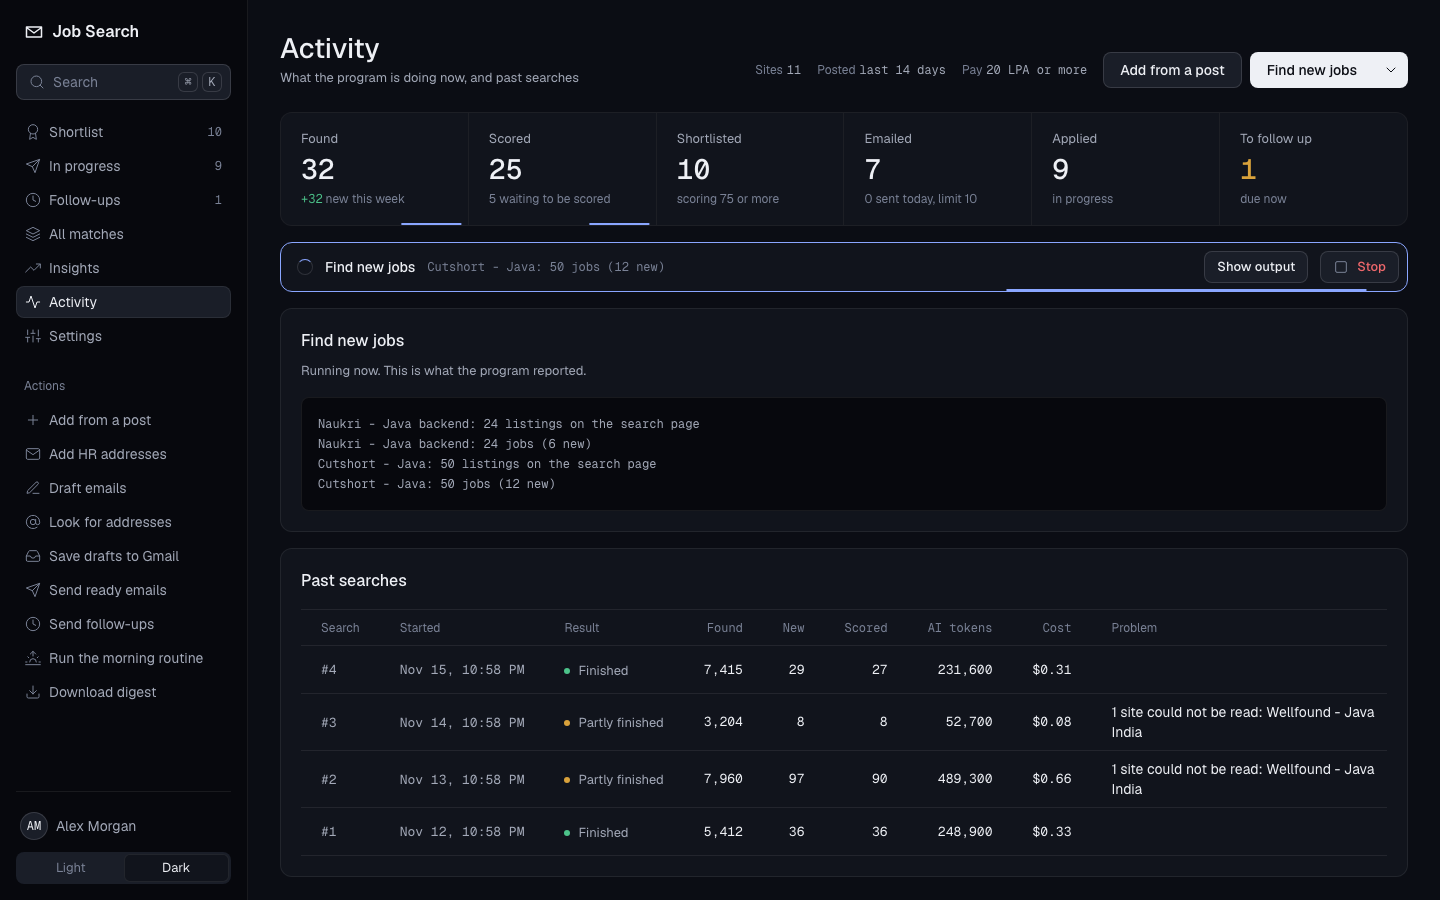 Job Search
Search ⌘ K
Shortlist 10
In progress 9
Follow-ups 1
All matches
Insights
Activity
Settings
Actions
Add from a post
Add HR addresses
Draft emails
Look for addresses
Save drafts to Gmail
Send ready emails
Send follow-ups
Run the morning routine
Download digest
AM Alex Morgan
Light Dark
Activity
What the program is doing now, and past searches
Sites 11 Posted last 14 days Pay 20 LPA or more
Add from a post
Find new jobs
Found
32
+32 new this week
Scored
25
5 waiting to be scored
Shortlisted
10
scoring 75 or more
Emailed
7
0 sent today, limit 10
Applied
9
in progress
To follow up
1
due now
Find new jobs Cutshort - Java: 50 jobs (12 new) Show output Stop
Find new jobs
Running now. This is what the program reported.
Naukri - Java backend: 24 listings on the search page
Naukri - Java backend: 24 jobs (6 new)
Cutshort - Java: 50 listings on the search page
Cutshort - Java: 50 jobs (12 new)
Past searches
Search Started Result Found New Scored AI tokens Cost Problem
#4 Nov 15, 10:58 PM Finished 7,415 29 27 231,600 $0.31
#3 Nov 14, 10:58 PM Partly finished 3,204 8 8 52,700 $0.08 1 site could not be read: Wellfound - Java
India
#2 Nov 13, 10:58 PM Partly finished 7,960 97 90 489,300 $0.66 1 site could not be read: Wellfound - Java
India
#1 Nov 12, 10:58 PM Finished 5,412 36 36 248,900 $0.33